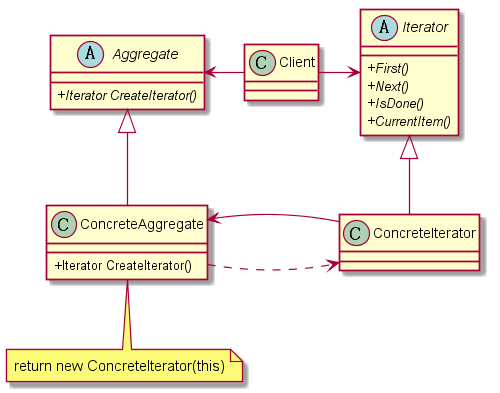 A Aggregate
+Iterator CreateIterator()
C Client
A Iterator
+First()
+Next()
+IsDone()
+CurrentItem()
C ConcreteAggregate
+Iterator CreateIterator()
C ConcreteIterator
return new ConcreteIterator(this)